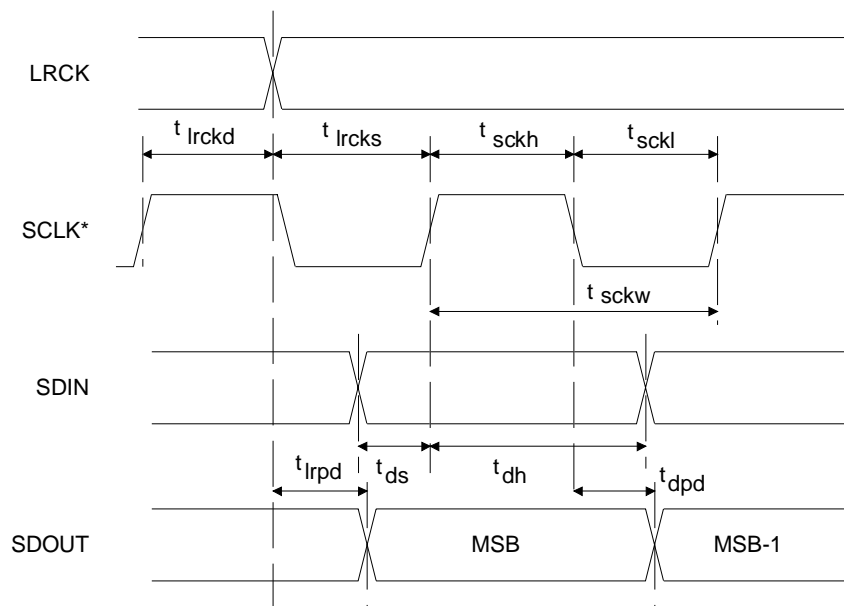 LRCK
t lrckd t lrcks t sckh t sckl
SCLK*
t sckw
SDIN
t lrpd t ds t dh t dpd
SDOUT MSB MSB-1